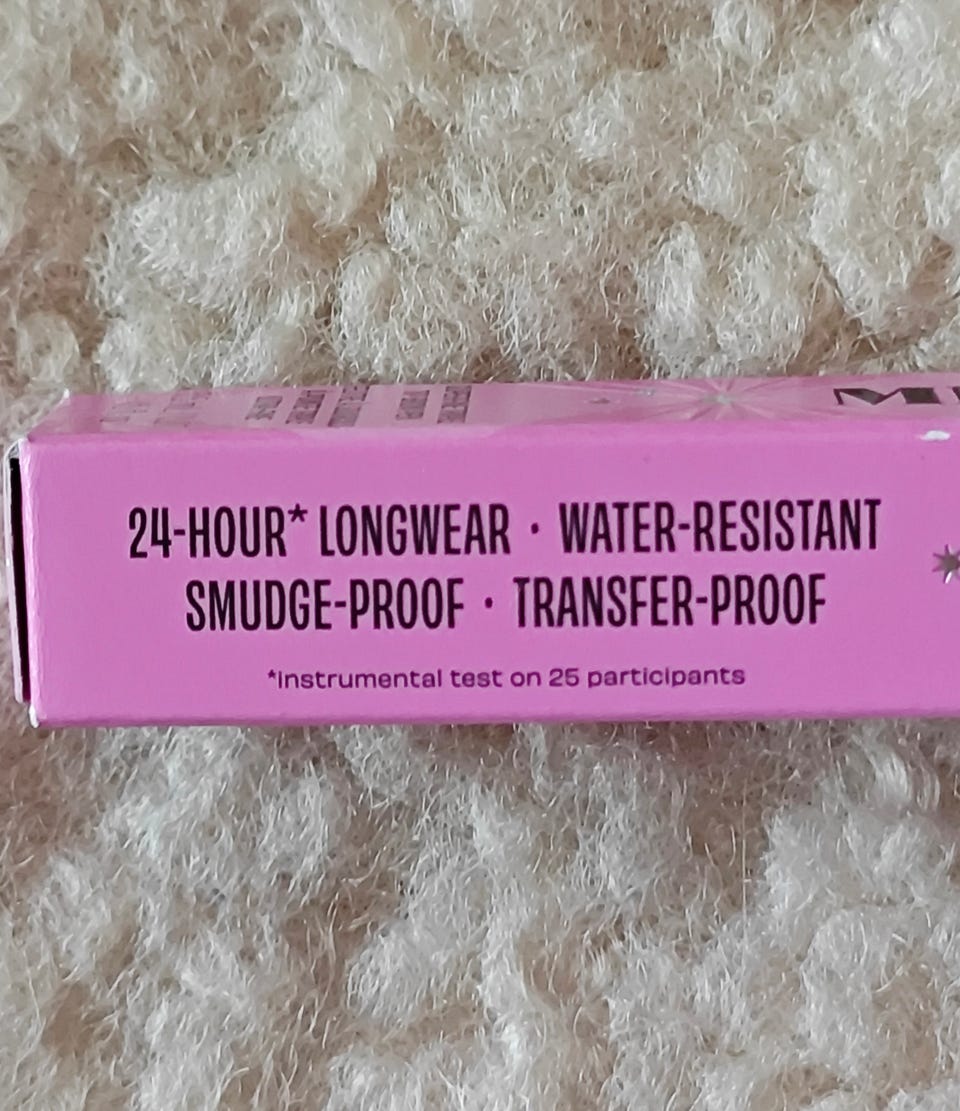 24-HOUR* LONGWEAR · WATER-RESISTANT
SMUDGE-PROOF · TRANSFER-PROOF
*Instrumental test on 25 participants